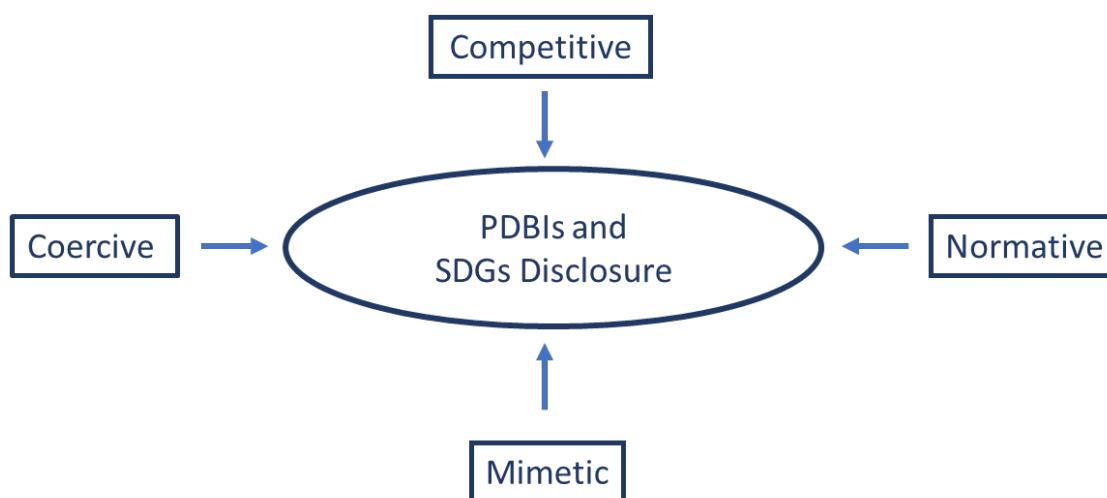 Competitive
PDBIs and
SDGs Disclosure
Coercive
Normative
Mimetic